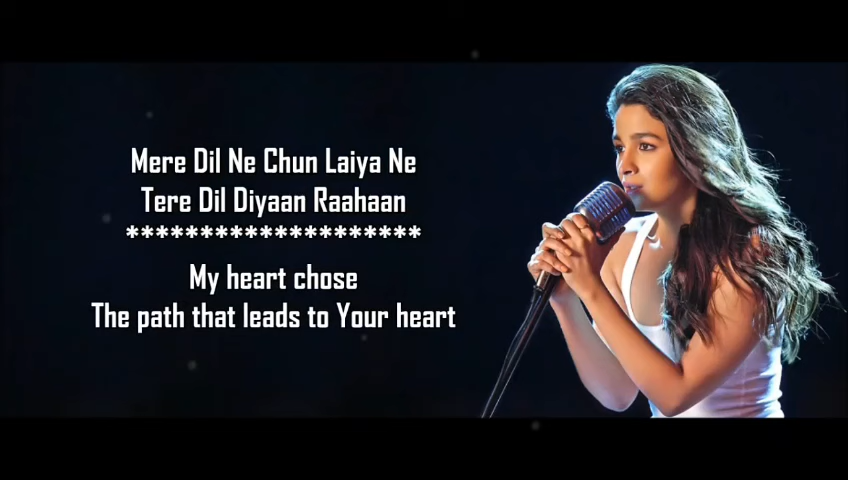 Mere Dil Ne Chun Laiya Ne
Tere Dil Diyaan Raahaan
********************
My heart chose
The path that leads to Your heart